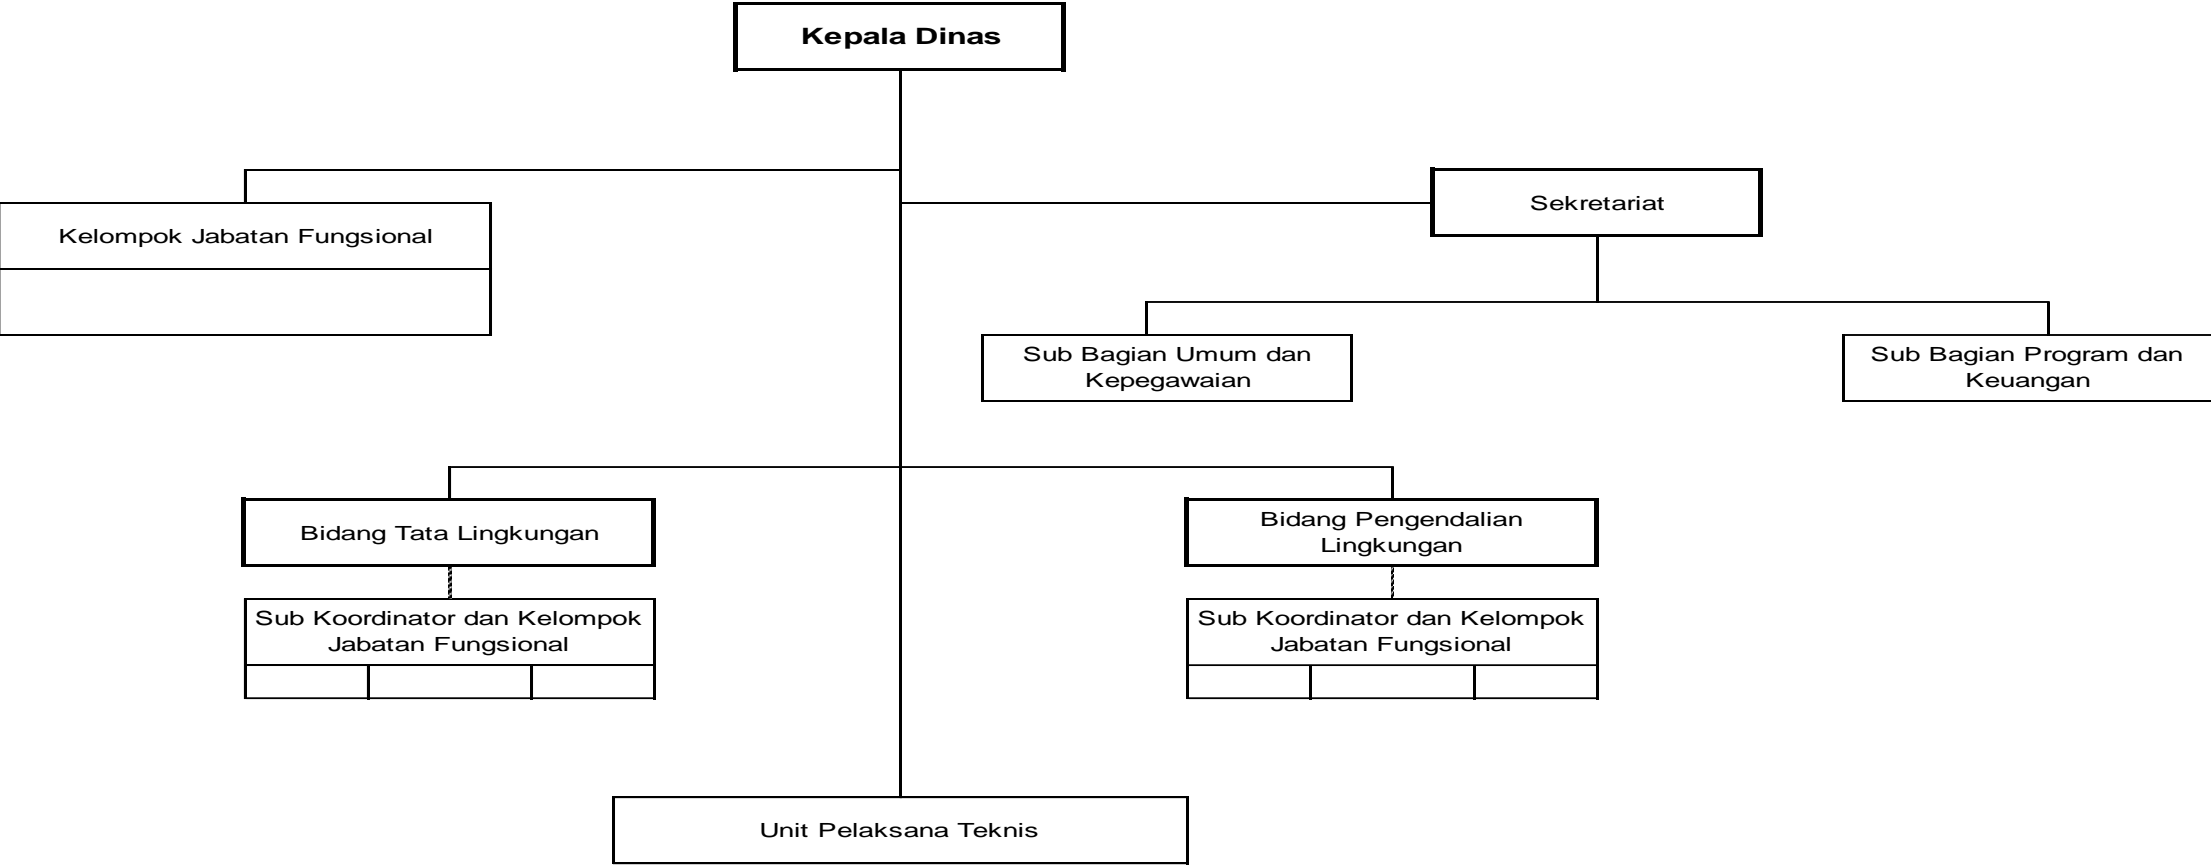 Kepala Dinas
Sekretariat
Kelompok Jabatan Fungsional
Sub Bagian Umum dan
Kepegawaian
Sub Bagian Program dan
Keuangan
Bidang Tata Lingkungan
Bidang Pengendalian
Lingkungan
Sub Koordinator dan Kelompok
Jabatan Fungsional
Sub Koordinator dan Kelompok
Jabatan Fungsional
Unit Pelaksana Teknis